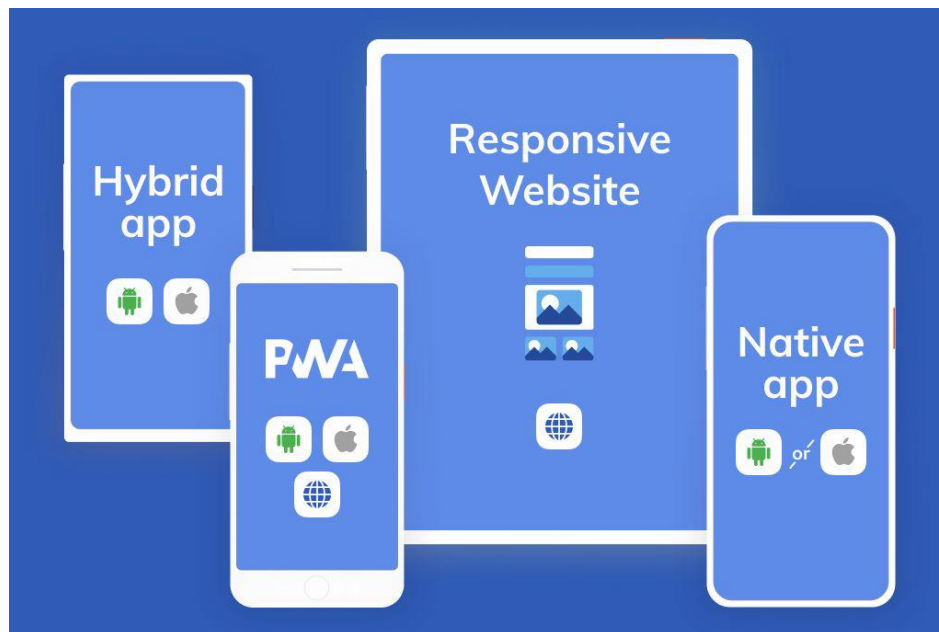 Hybrid
app
PWA
Responsive
Website
Native
app
or